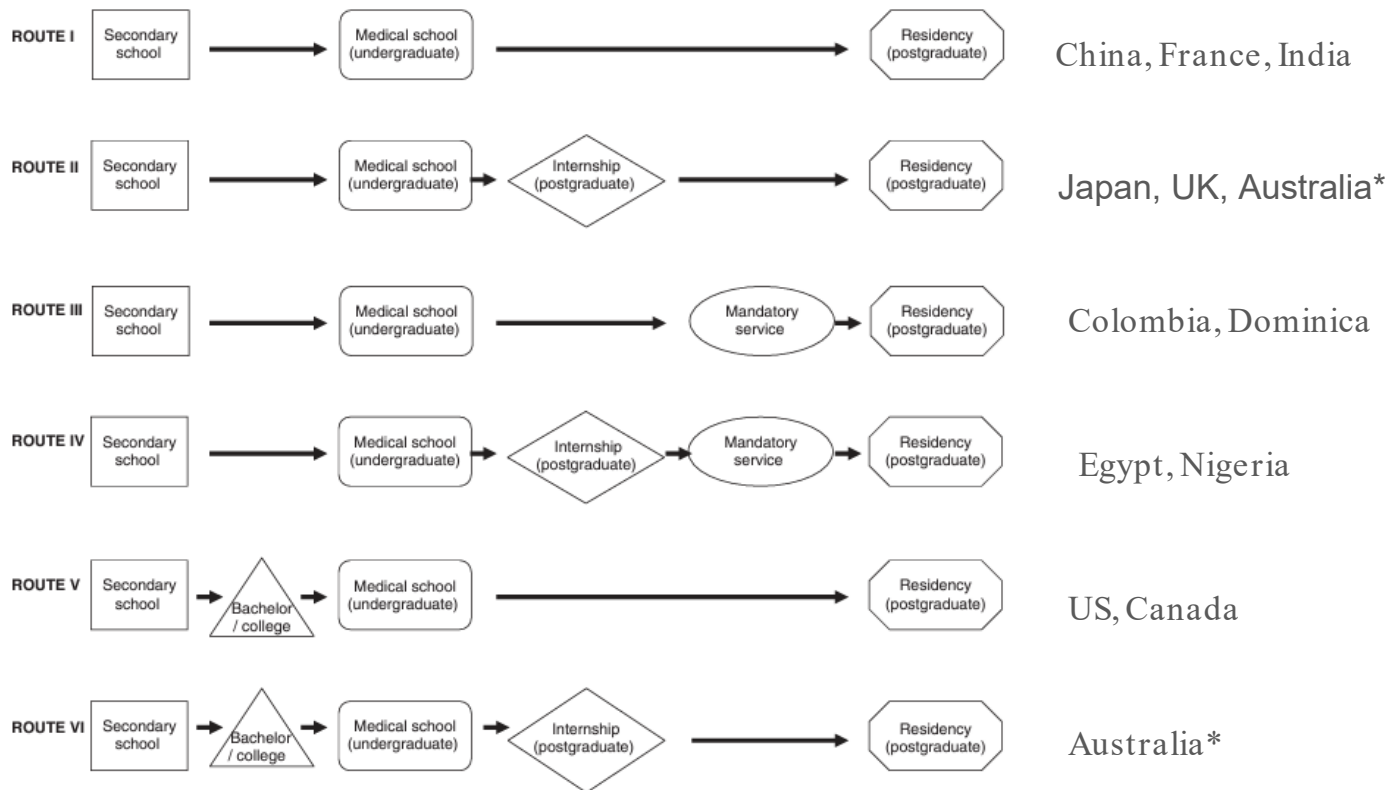 ROUTE I
Secondary
school
Medical school
(undergraduate)
Residency
(postgraduate)
China, France, India
ROUTE II
Secondary
school
Medical school
(undergraduate)
Internship
(postgraduate)
Residency
(postgraduate)
Japan, UK, Australia*
ROUTE III
Secondary
school
Medical school
(undergraduate)
Mandatory
service
Residency
(postgraduate)
Colombia, Dominica
ROUTE IV
Secondary
school
Medical school
(undergraduate)
Internship
(postgraduate)
Mandatory
service
Residency
(postgraduate)
Egypt, Nigeria
ROUTE V
Secondary
school
Bachelor
/ college
Medical school
(undergraduate)
Residency
(postgraduate)
US, Canada
ROUTE VI
Secondary
school
Bachelor
/ college
Medical school
(undergraduate)
Internship
(postgraduate)
Residency
(postgraduate)
Australia*